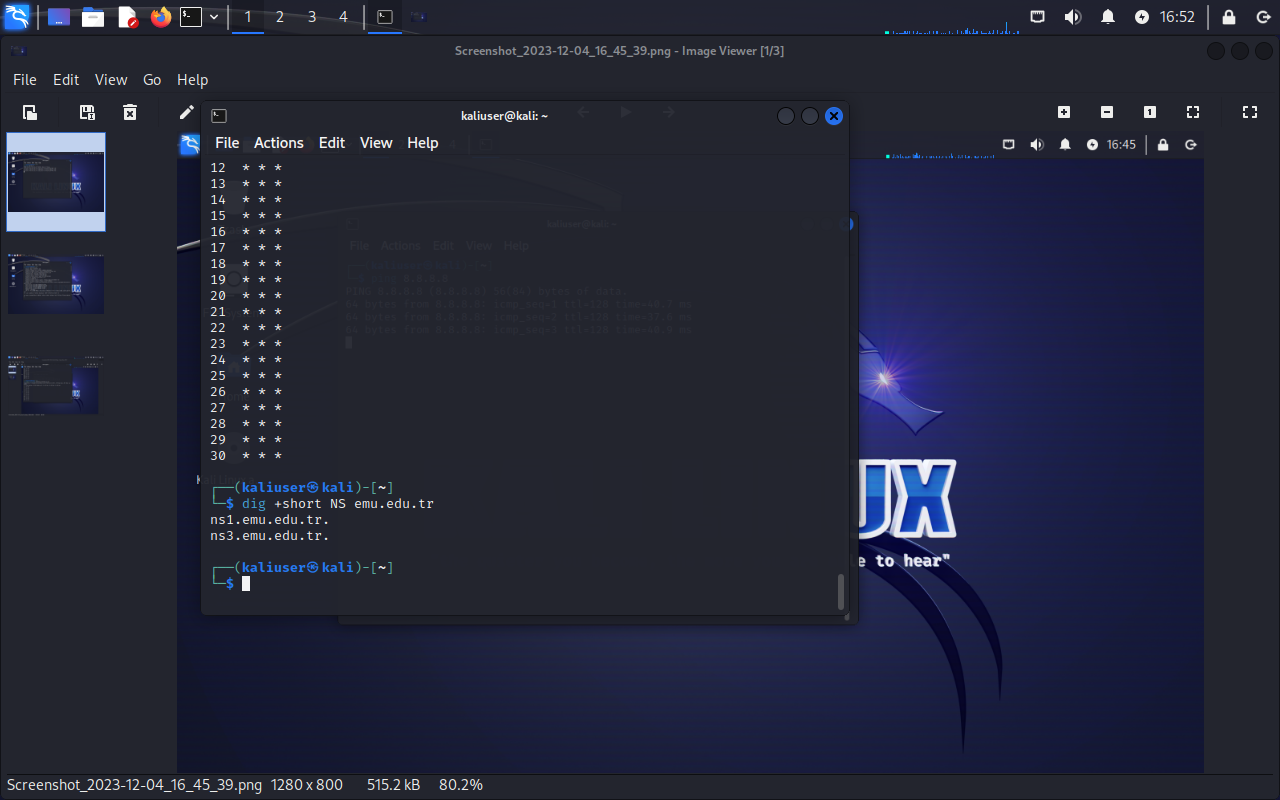 1 2 3 4 16:52
Screenshot_2023-12-04_16_45_39.png - Image Viewer [1/3]
File Edit View Go Help
kaliuser@kali: ~
File Actions Edit View Help
16:45
12 * * *
13 * * *
14 * * *
15 * * *
16 * * *
17 * * *
18 * * *
19 * * *
20 * * *
21 * * *
22 * * *
23 * * *
24 * * *
25 * * *
26 * * *
27 * * *
28 * * *
29 * * *
30 * * *
┌──(kaliuser㉿kali)-[~]
└─$ dig +short NS emu.edu.tr
ns1.emu.edu.tr.
ns3.emu.edu.tr.
┌──(kaliuser㉿kali)-[~]
└─$
UX
e to hear"
Screenshot_2023-12-04_16_45_39.png 1280 x 800 515.2 kB 80.2%